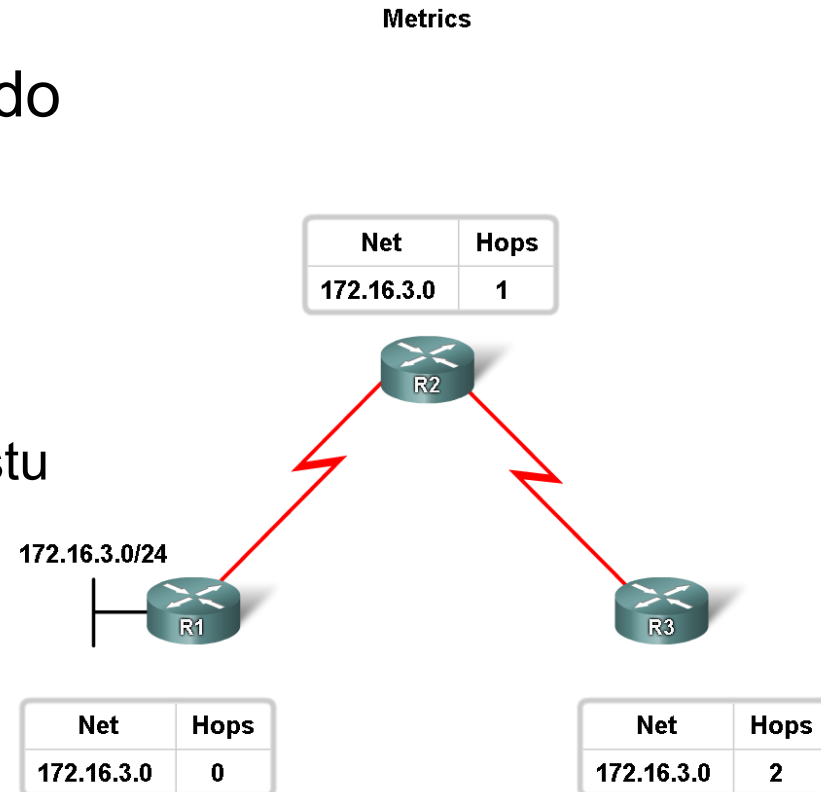 Metrics
do
Net Hops
172.16.3.0 1
R2
stu
172.16.3.0/24
R1
R3
Net Hops
172.16.3.0 0
Net Hops
172.16.3.0 2